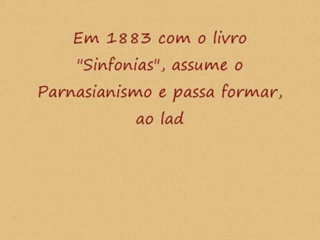 Em 1883 com o livro
"Sinfonias", assume o
Parnasianismo e passa formar,
ao lad